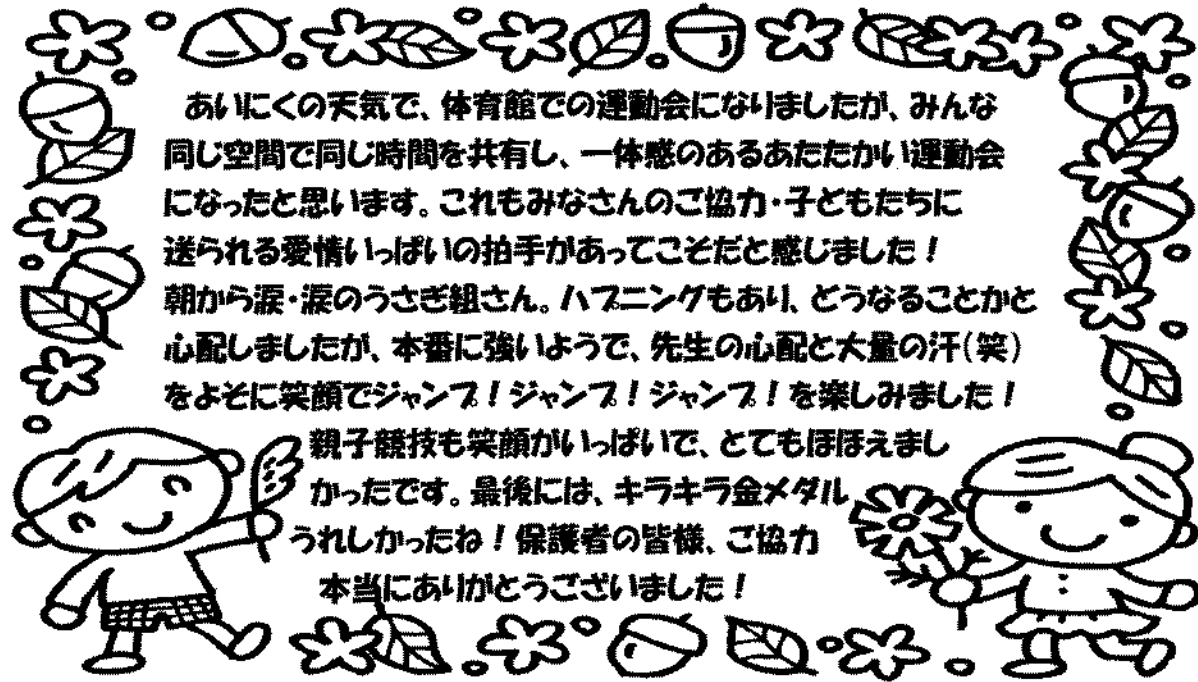 あいにくの天気で、体育館での運動会になりましたが、みんな
同じ空間で同じ時間を共有し、一体感のあるあたたかい運動会
になったと思います。これもみなさんのご協力・子どもたちに
送られる愛情いっぱいの拍手があってこそだと感じました！
朝から涙・涙のうさぎ組さん。ハプニングもあり、どうなることかと
心配しましたが、本番に強いようで、先生の心配と大量の汗（笑）
をよそに笑顔でジャンプ！ジャンプ！ジャンプ！を楽しみました！
親子競技も笑顔がいっぱいで、とてもほほえまし
かったです。最後には、キラキラ金メダル
うれしかったね！保護者の皆様、ご協力
本当にありがとうございました！